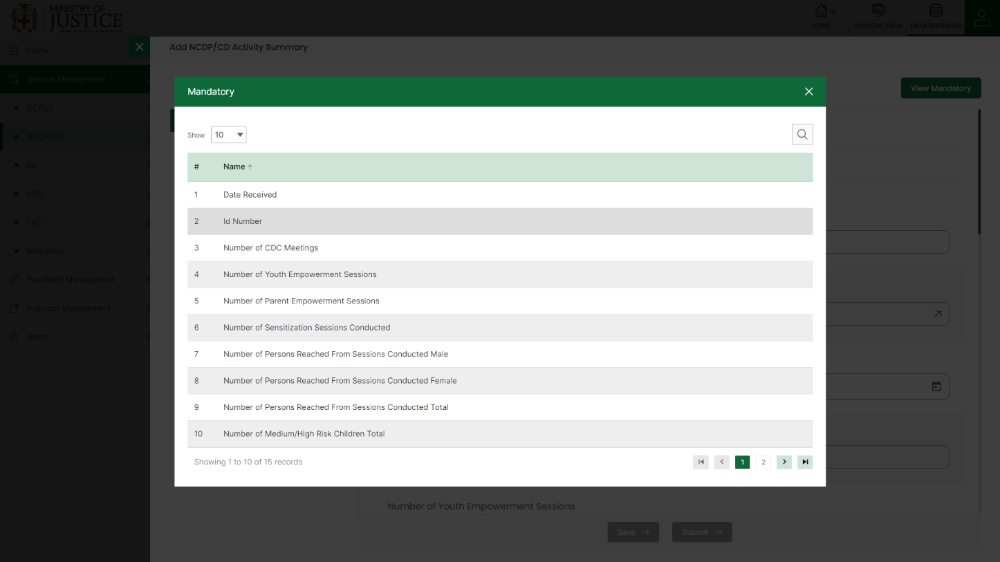 MINISTRY OF
JUSTICE
HOME
EXPLORE DATA
DATA MANAGER
Home
Add NCDP/CD Activity Summary
Service Management
CCFLU
NCDP/CD
RJ
VSD
LAC
Mediation
Feedback Management
Indicator Management
Admin
View Mandatory
Mandatory
Show 10
# Name ↑
1 Date Received
2 Id Number
3 Number of CDC Meetings
4 Number of Youth Empowerment Sessions
5 Number of Parent Empowerment Sessions
6 Number of Sensitization Sessions Conducted
7 Number of Persons Reached From Sessions Conducted Male
8 Number of Persons Reached From Sessions Conducted Female
9 Number of Persons Reached From Sessions Conducted Total
10 Number of Medium/High Risk Children Total
Showing 1 to 10 of 15 records
1 2
Number of Youth Empowerment Sessions
Save
Submit